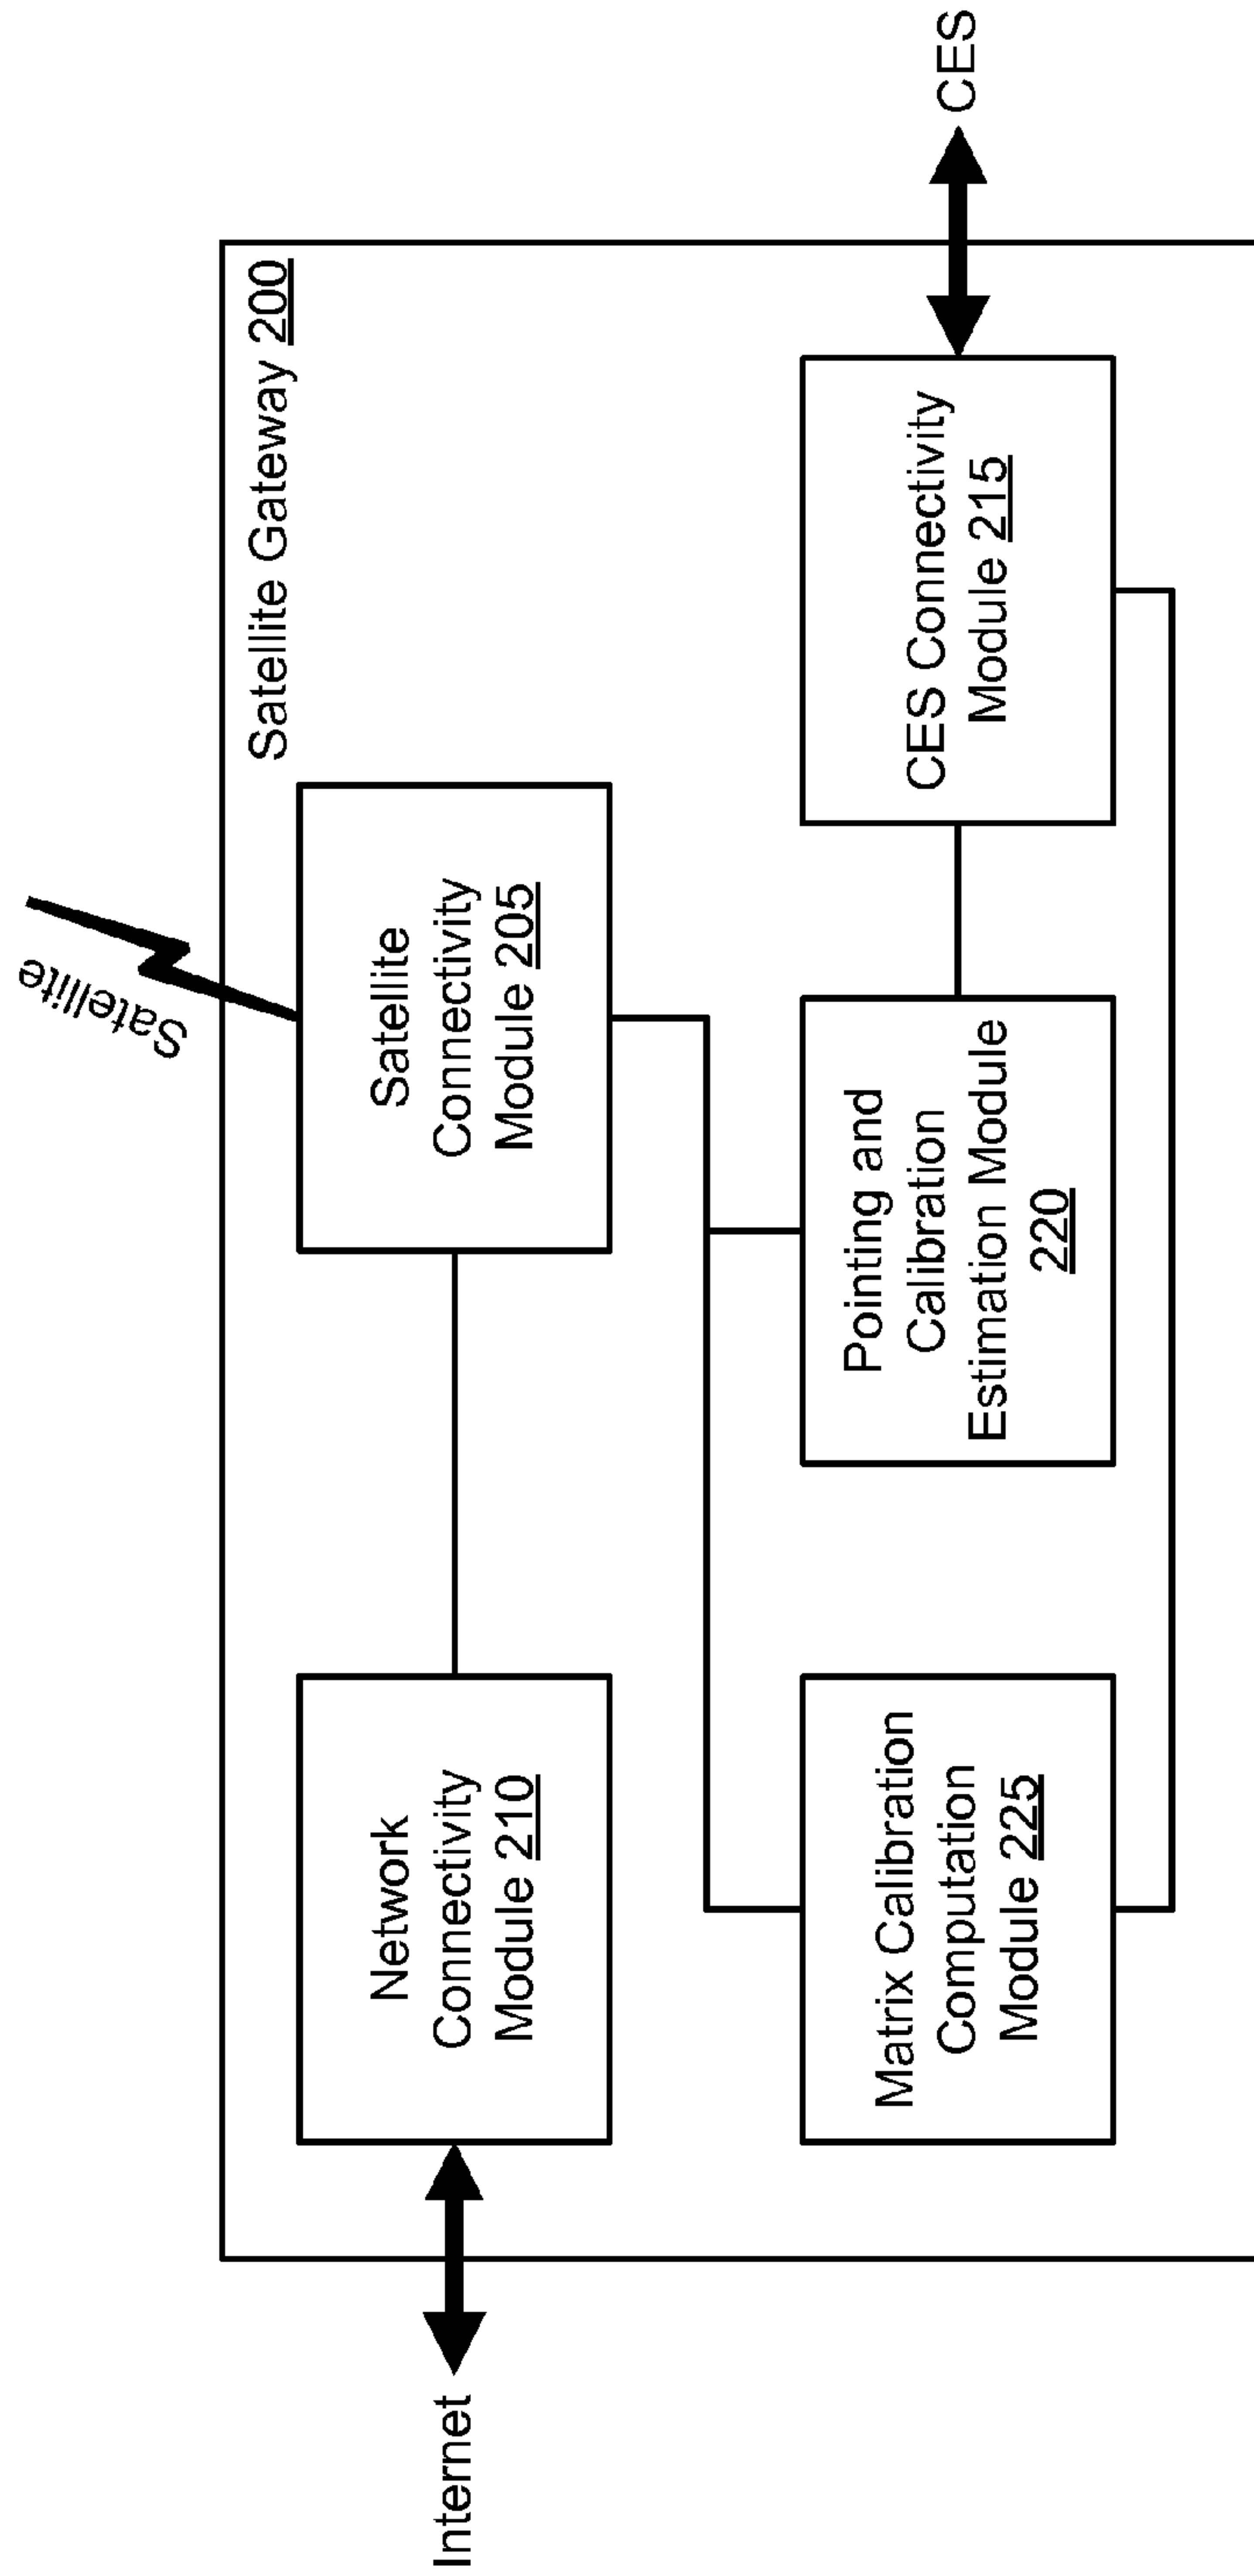 Satellite
Satellite Gateway 200
Internet
Network
Connectivity
Module 210
Satellite
Connectivity
Module 205
Matrix Calibration
Computation
Module 225
Pointing and
Calibration
Estimation Module
220
CES Connectivity
Module 215
CES